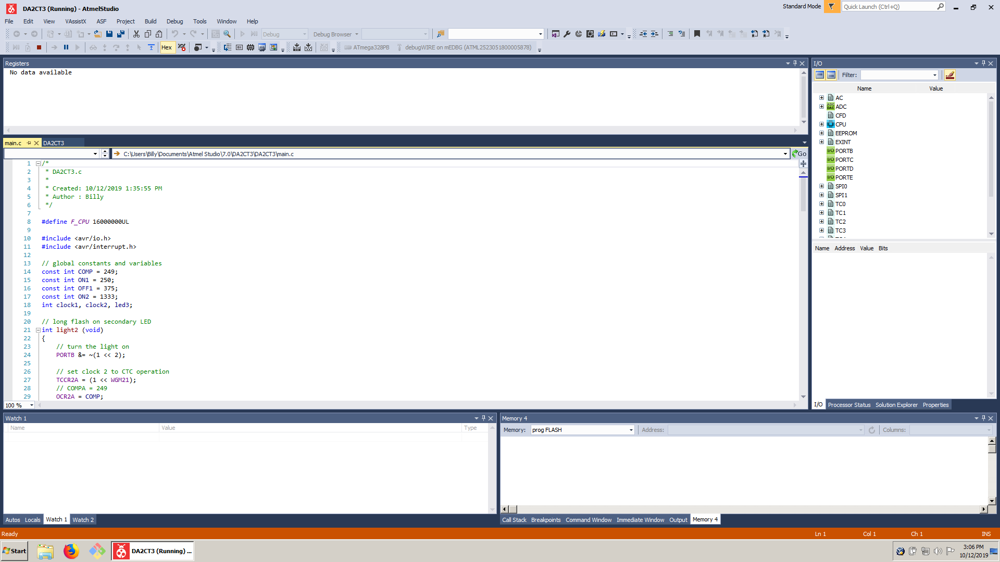 DA2CT3 (Running) - AtmelStudio
Standard Mode
Quick Launch (Ctrl+Q)
File Edit View VAssistX ASF Project Build Debug Tools Window Help
Debug
Debug Browser
Hex
ATmega328PB
debugWIRE on mEDBG (ATML2523051800005878)
Registers
No data available
main.c
DA2CT3
C:\Users\Billy\Documents\Atmel Studio\7.0\DA2CT3\DA2CT3\main.c
Go
1 /*
2 * DA2CT3.c
3 *
4 * Created: 10/12/2019 1:35:55 PM
5 * Author : Billy
6 */
7
8 #define F_CPU 16000000UL
9
10 #include <avr/io.h>
11 #include <avr/interrupt.h>
12
13 // global constants and variables
14 const int COMP = 249;
15 const int ON1 = 250;
16 const int OFF1 = 375;
17 const int ON2 = 1333;
18 int clock1, clock2, led3;
19
20 // long flash on secondary LED
21 int light2 (void)
22 {
23 // turn the light on
24 PORTB &= ~(1 << 2);
25
26 // set clock 2 to CTC operation
27 TCCR2A = (1 << WGM21);
28 // COMPA = 249
29 OCR2A = COMP;
100 %
I/O
Filter:
Name Value
AC
ADC
CFD
CPU
EEPROM
EXINT
PORTB
PORTC
PORTD
PORTE
SPI0
SPI1
TC0
TC1
TC2
TC3
Name Address Value Bits
I/O Processor Status Solution Explorer Properties
Watch 1
Name Value Type
Autos Locals Watch 1 Watch 2
Memory 4
Memory: prog FLASH Address: Columns:
Call Stack Breakpoints Command Window Immediate Window Output Memory 4
Ready
Ln 1 Col 1 Ch 1 INS
Start
DA2CT3 (Running) ...
3:06 PM
10/12/2019